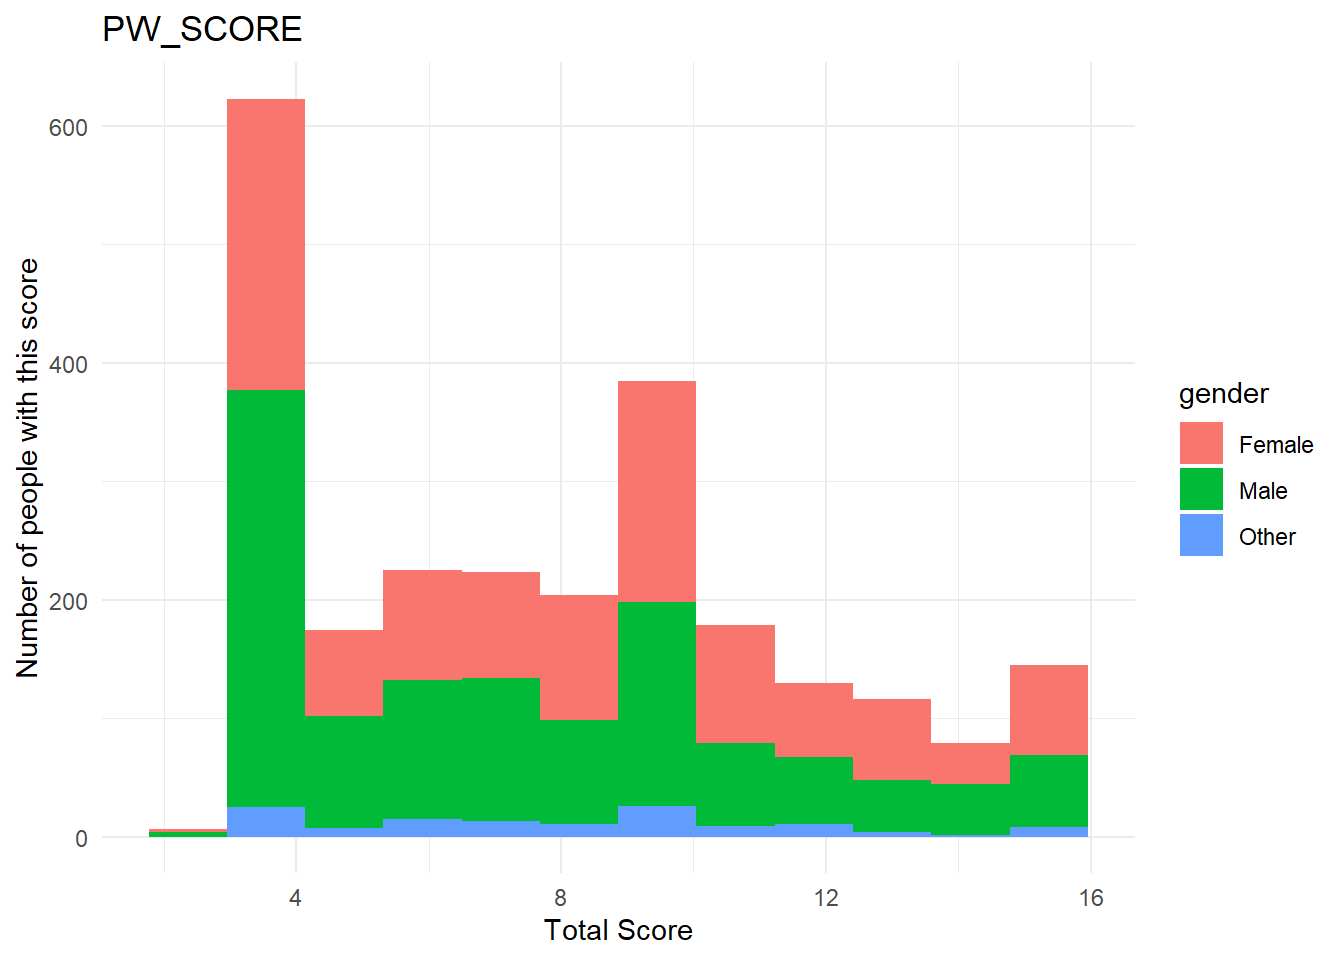 PW_SCORE
Number of people with this score
600
400
200
0
4
8
12
16
Total Score
gender
Female
Male
Other